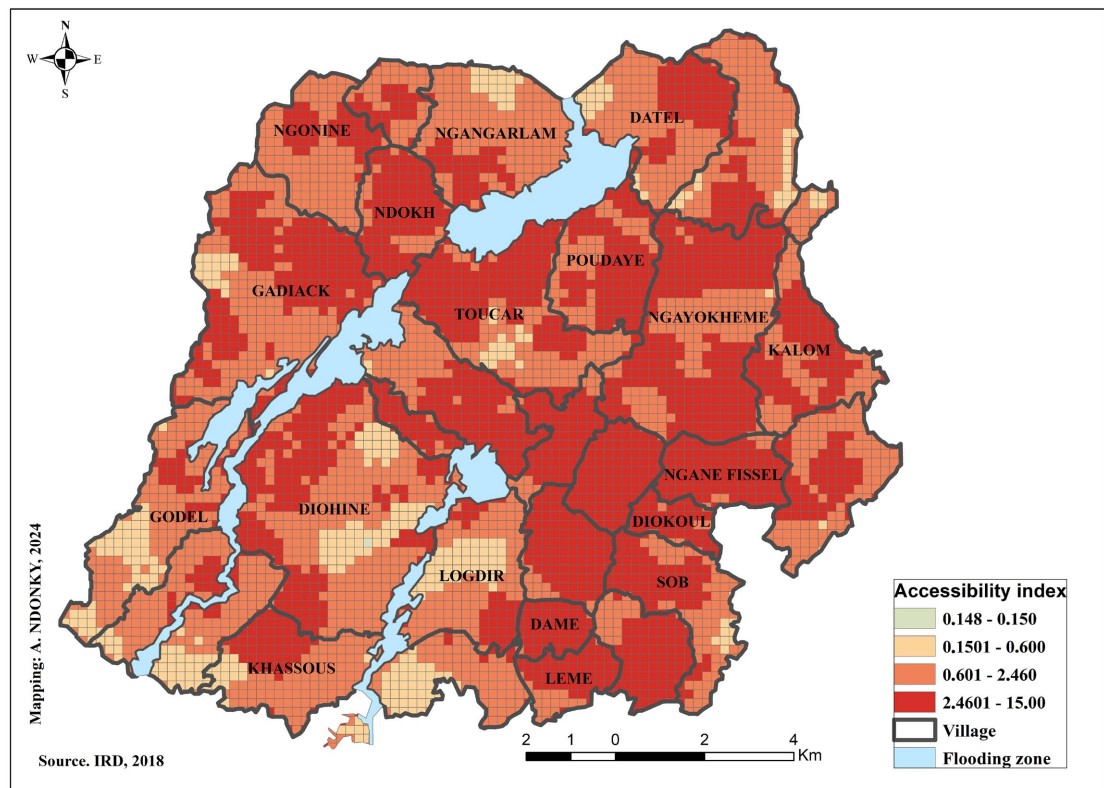 N
W E
S
NGONINE
NGANGARLAM
DATEL
NDOKH
POUDAYE
GADIACK
TOUCAR
NGAYOKHEME
KALOM
NGANE FISSEL
DIOHINE
GODEL
DIOKOUL
LOGDIR
SOB
DAME
KHASSOUS
LEME
Mapping: A. NDONKY, 2024
Source. IRD, 2018
2 1 0 2 4
Km
Accessibility index
0.148 - 0.150
0.1501 - 0.600
0.601 - 2.460
2.4601 - 15.00
Village
Flooding zone